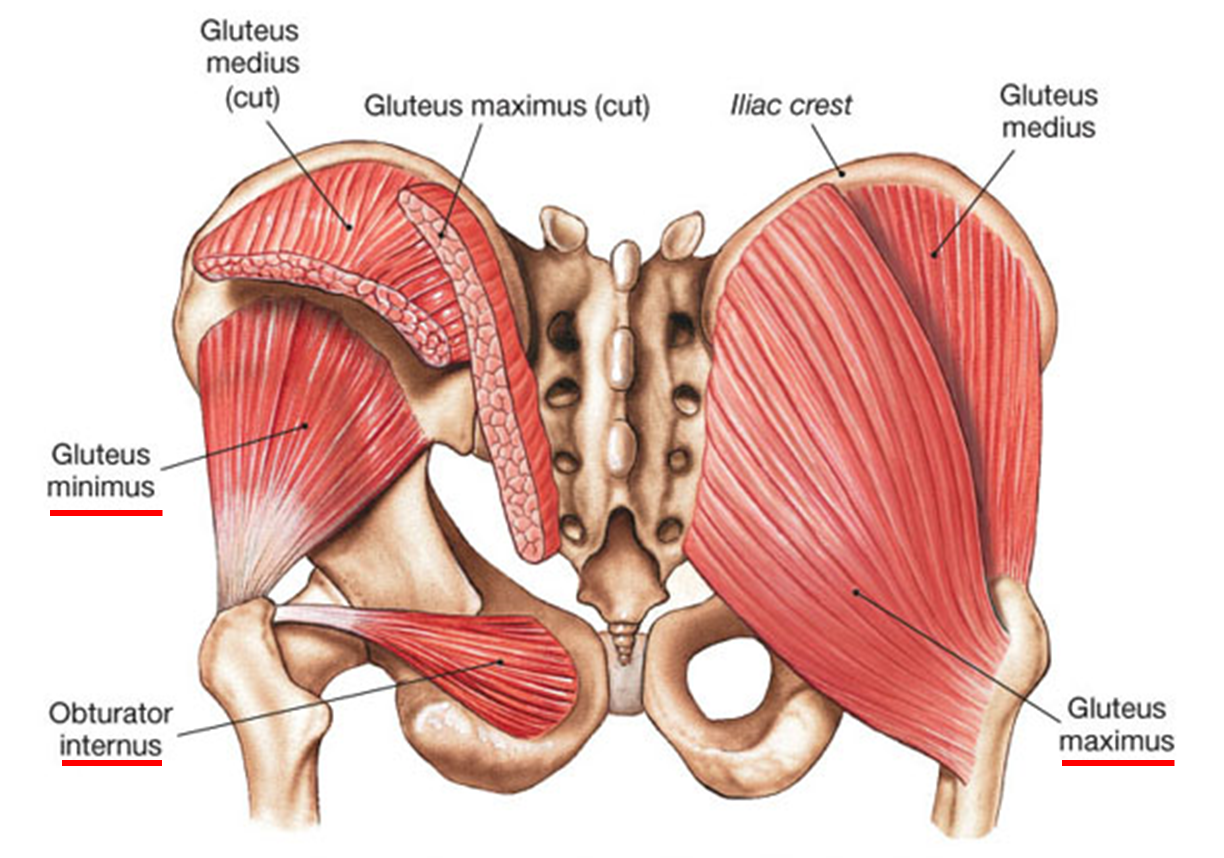 Gluteus
medius
(cut)
Gluteus maximus (cut)
Iliac crest
Gluteus
medius
Gluteus
minimus
Obturator
internus
Gluteus
maximus